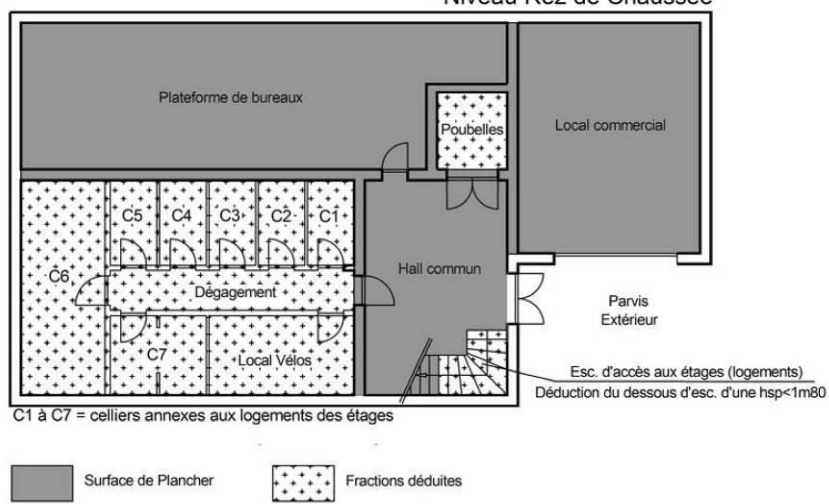 Niveau Rez de Chaussée
Plateforme de bureaux
Poubelles
Local commercial
C5 C4 C3 C2 C1
C6
Hall commun
Dégagement
Parvis
Extérieur
C7
Local Vélos
Esc. d'accès aux étages (logements)
Déduction du dessous d'esc. d'une hsp<1m80
C1 à C7 = celliers annexes aux logements des étages
Surface de Plancher
Fractions déduites